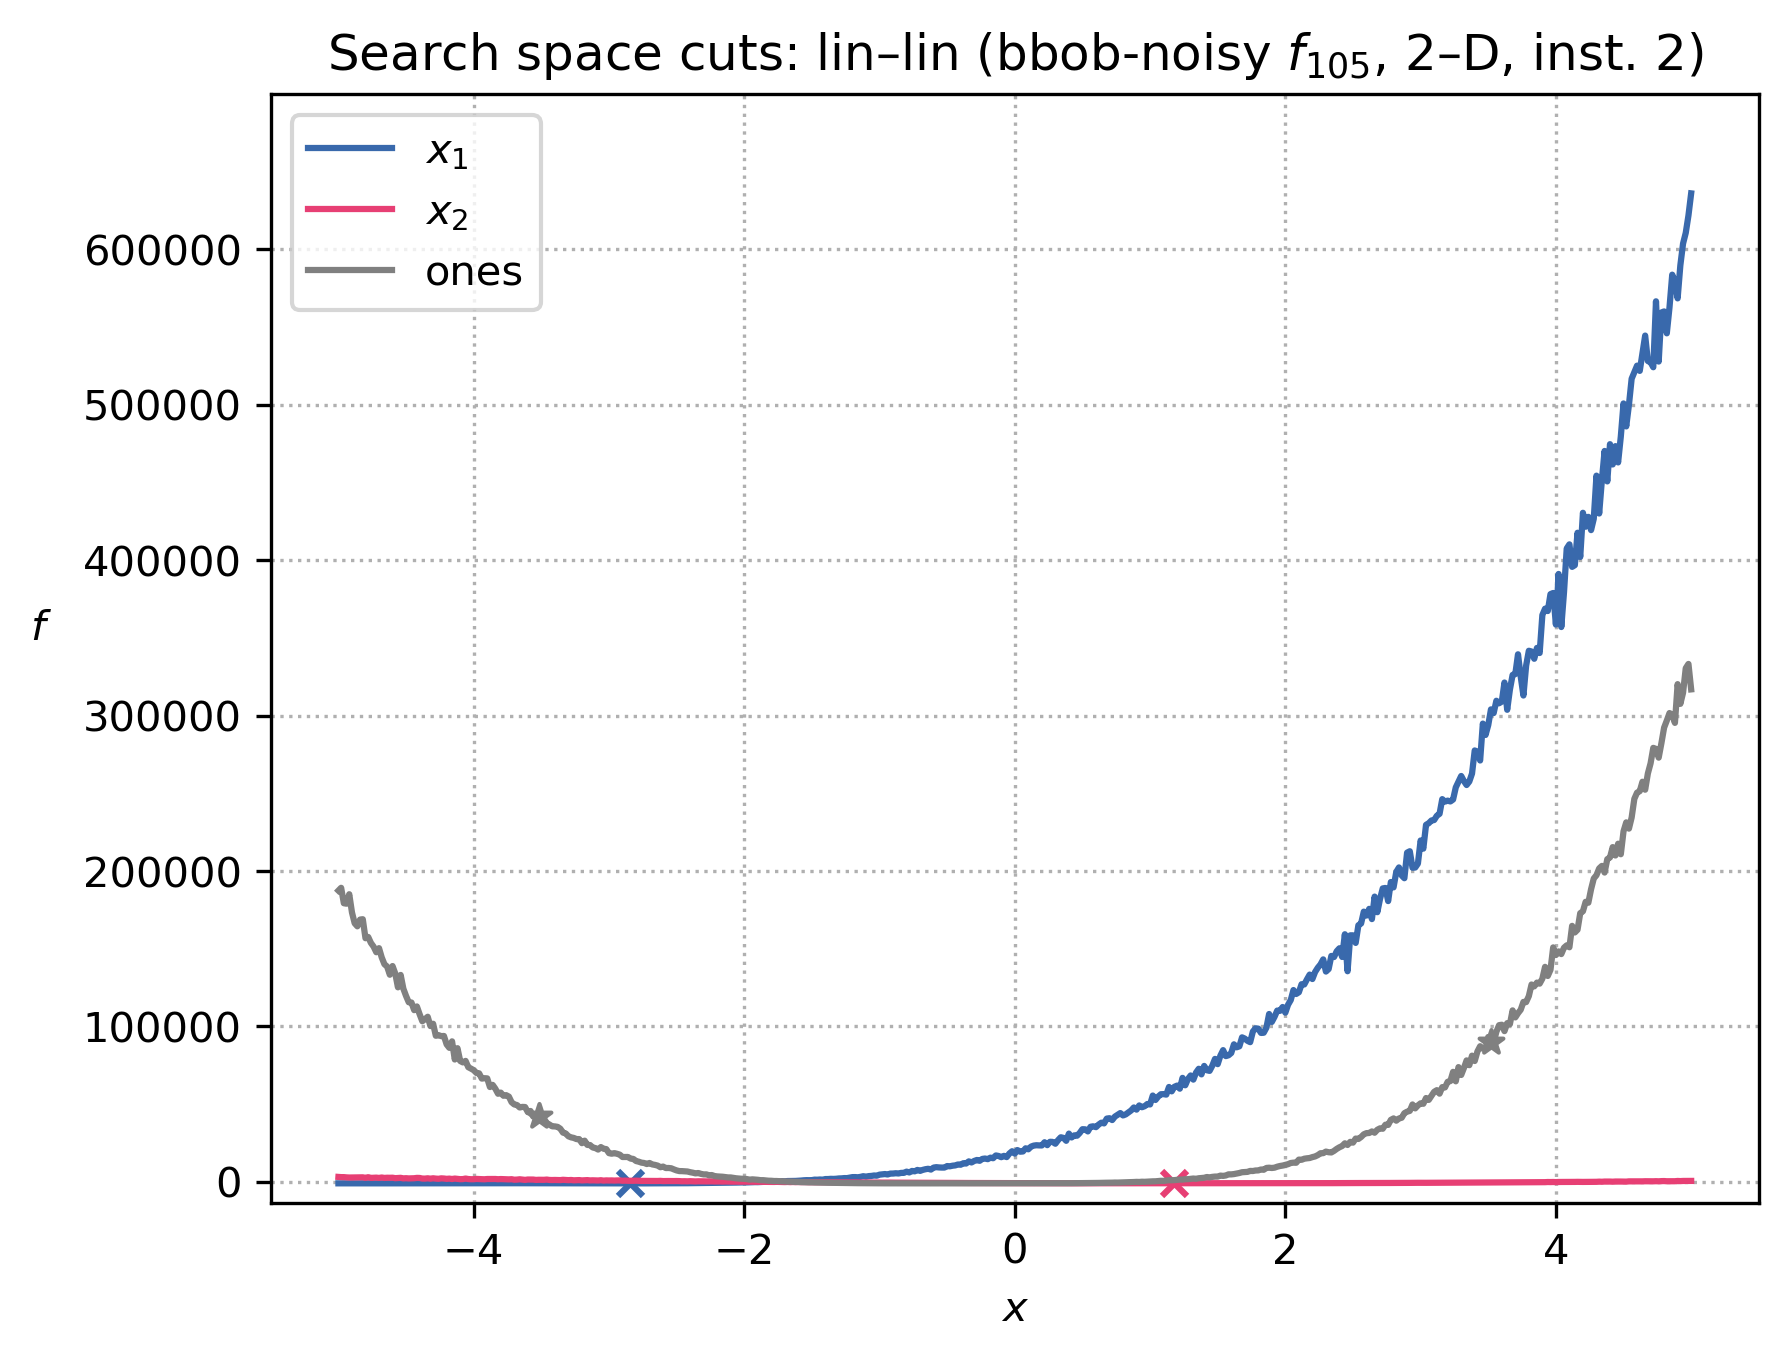 Search space cuts: lin–lin (bbob-noisy f₁₀₅, 2–D, inst. 2)
x₁
x₂
ones
600000
500000
400000
300000
200000
100000
0
f
−4 −2 0 2 4
x